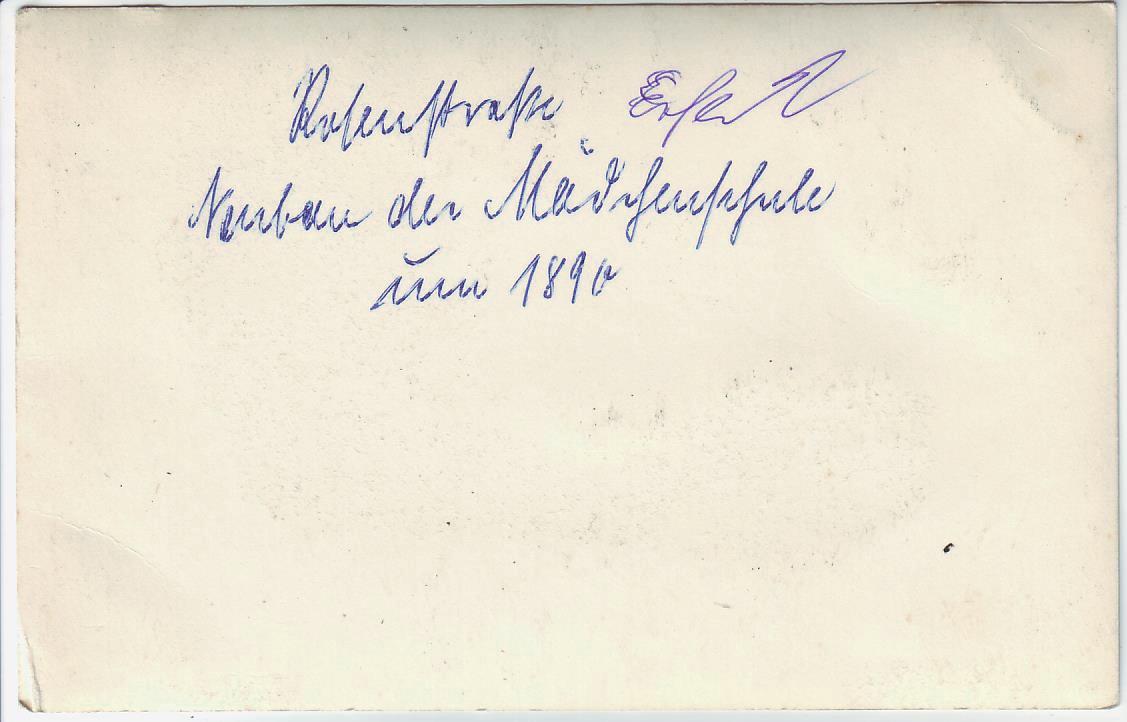 Rosenstraße
Neubau der Mädchenschule
um 1890